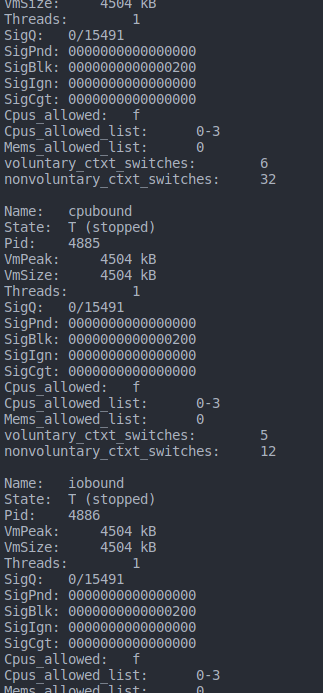 VmSize:     4504 kB
Threads:        1
SigQ:   0/15491
SigPnd: 0000000000000000
SigBlk: 0000000000000200
SigIgn: 0000000000000000
SigCgt: 0000000000000000
Cpus_allowed:   f
Cpus_allowed_list:      0-3
Mems_allowed_list:      0
voluntary_ctxt_switches:        6
nonvoluntary_ctxt_switches:     32

Name:   cpubound
State:  T (stopped)
Pid:    4885
VmPeak:     4504 kB
VmSize:     4504 kB
Threads:        1
SigQ:   0/15491
SigPnd: 0000000000000000
SigBlk: 0000000000000200
SigIgn: 0000000000000000
SigCgt: 0000000000000000
Cpus_allowed:   f
Cpus_allowed_list:      0-3
Mems_allowed_list:      0
voluntary_ctxt_switches:        5
nonvoluntary_ctxt_switches:     12

Name:   iobound
State:  T (stopped)
Pid:    4886
VmPeak:     4504 kB
VmSize:     4504 kB
Threads:        1
SigQ:   0/15491
SigPnd: 0000000000000000
SigBlk: 0000000000000200
SigIgn: 0000000000000000
SigCgt: 0000000000000000
Cpus_allowed:   f
Cpus_allowed_list:      0-3
Mems_allowed_list:      0